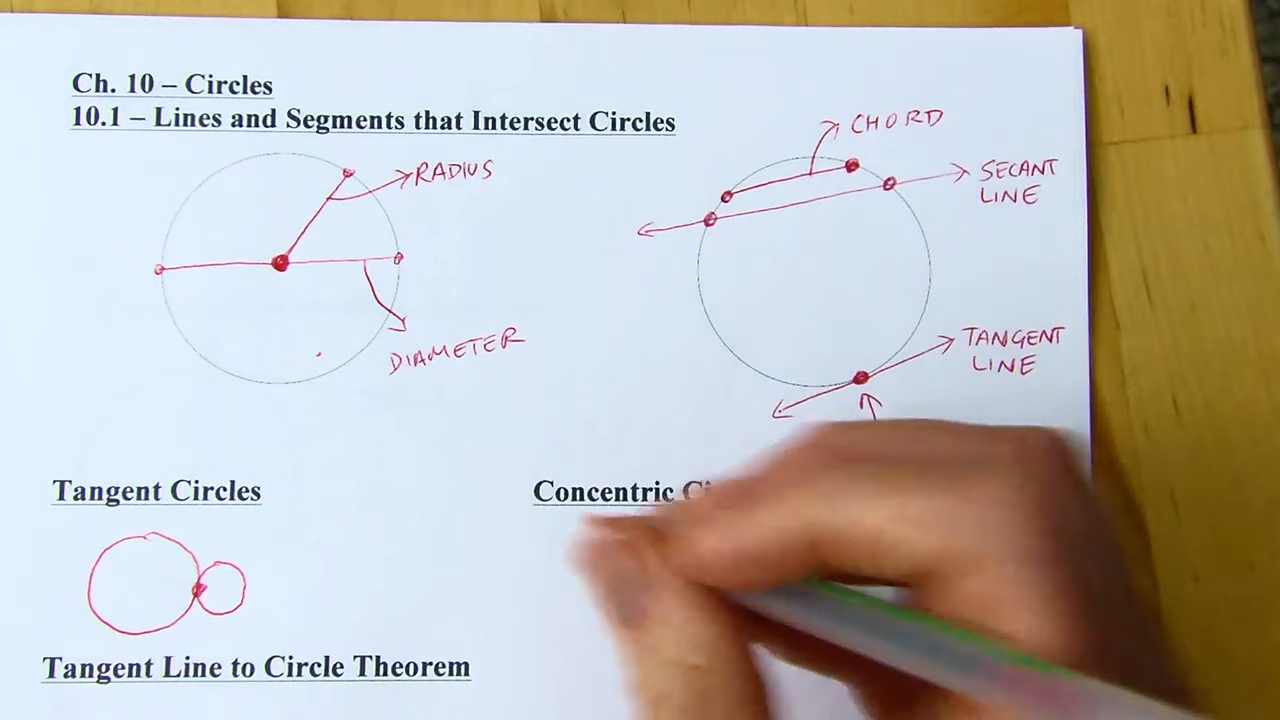 Ch. 10 – Circles
10.1 – Lines and Segments that Intersect Circles
RADIUS
DIAMETER
CHORD
SECANT
LINE
TANGENT
LINE
Tangent Circles
Concentric
Tangent Line to Circle Theorem